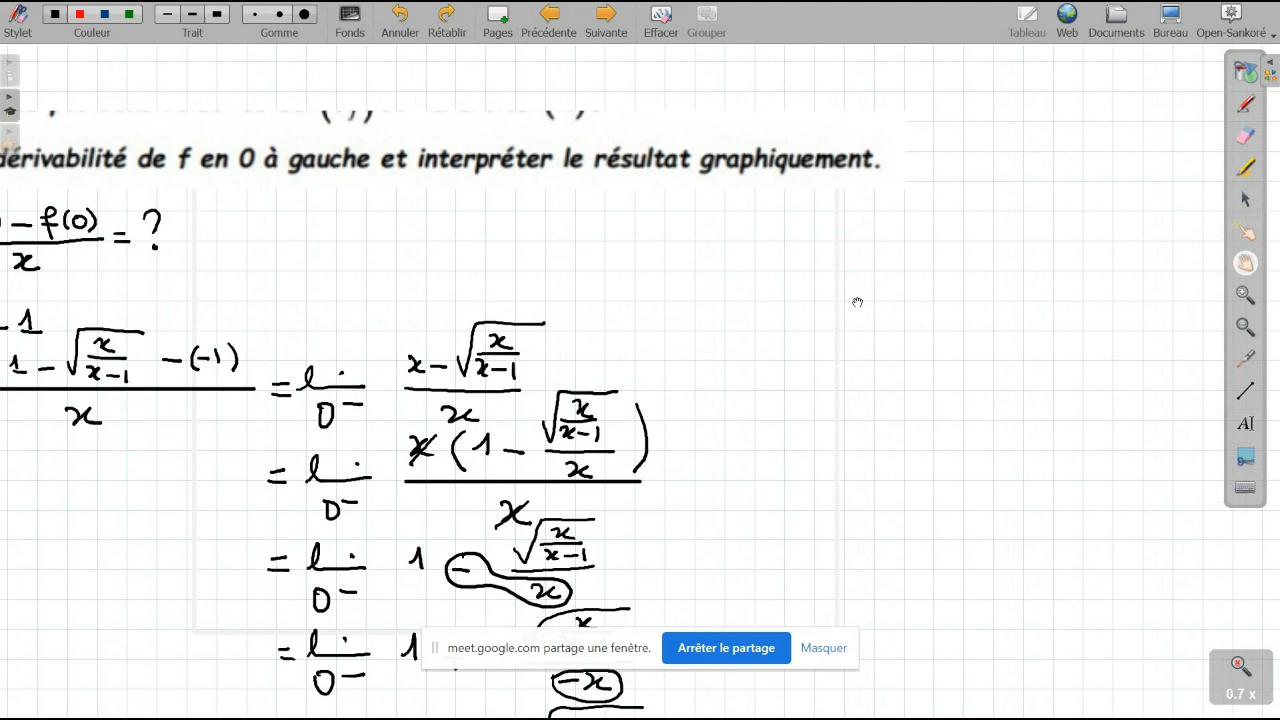 Stylet Couleur Trait Gomme Fonds Annuler Rétablir Pages Précédente Suivante Effacer Grouper Tableau Web Documents Bureau Open-Sankoré
dérivabilité de f en 0 à gauche et interpréter le résultat graphiquement.
− f(0)
x
= ?
− 1
1 − √(x/(x−1)) − (−1)
x
= lim 0⁻ (x − √(x/(x−1)))/x
= lim 0⁻ x(1 − √(x/(x−1))/x)/x
= lim 0⁻ 1 − √(x/(x−1))/x
= lim 0⁻ 1
x
−x
meet.google.com partage une fenêtre. Arrêter le partage Masquer
AI
0.7 x